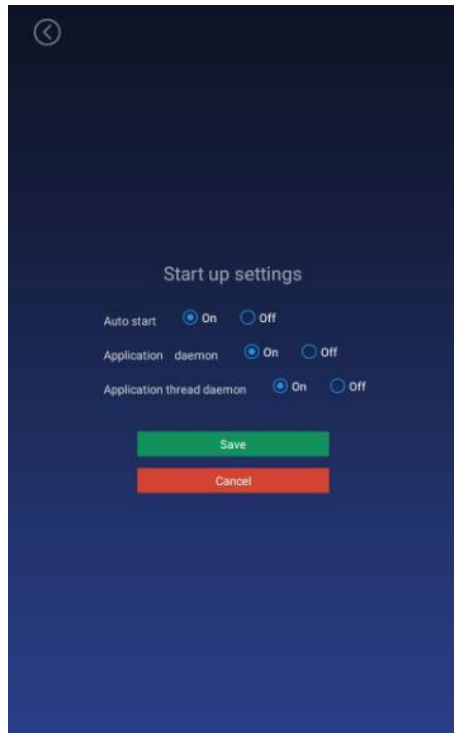 Start up settings
Auto start On Off
Application daemon On Off
Application thread daemon On Off
Save
Cancel